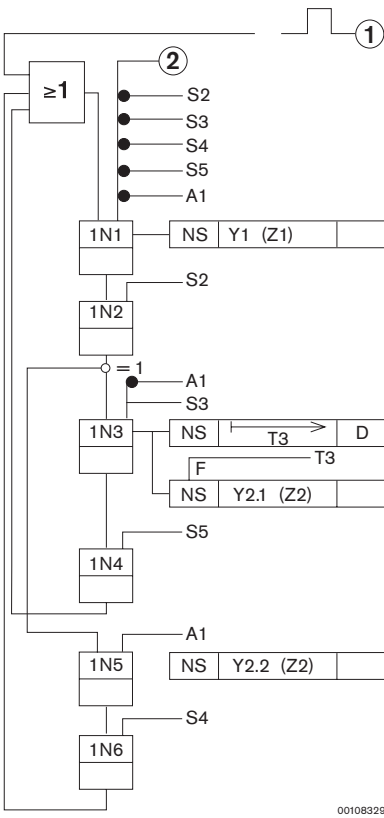 1
2
≥1
S2
S3
S4
S5
A1
1N1 NS Y1 (Z1)
S2
1N2
= 1
A1
S3
1N3 NS T3 D
T3
F
NS Y2.1 (Z2)
S5
1N4
A1
1N5 NS Y2.2 (Z2)
S4
1N6
00108329